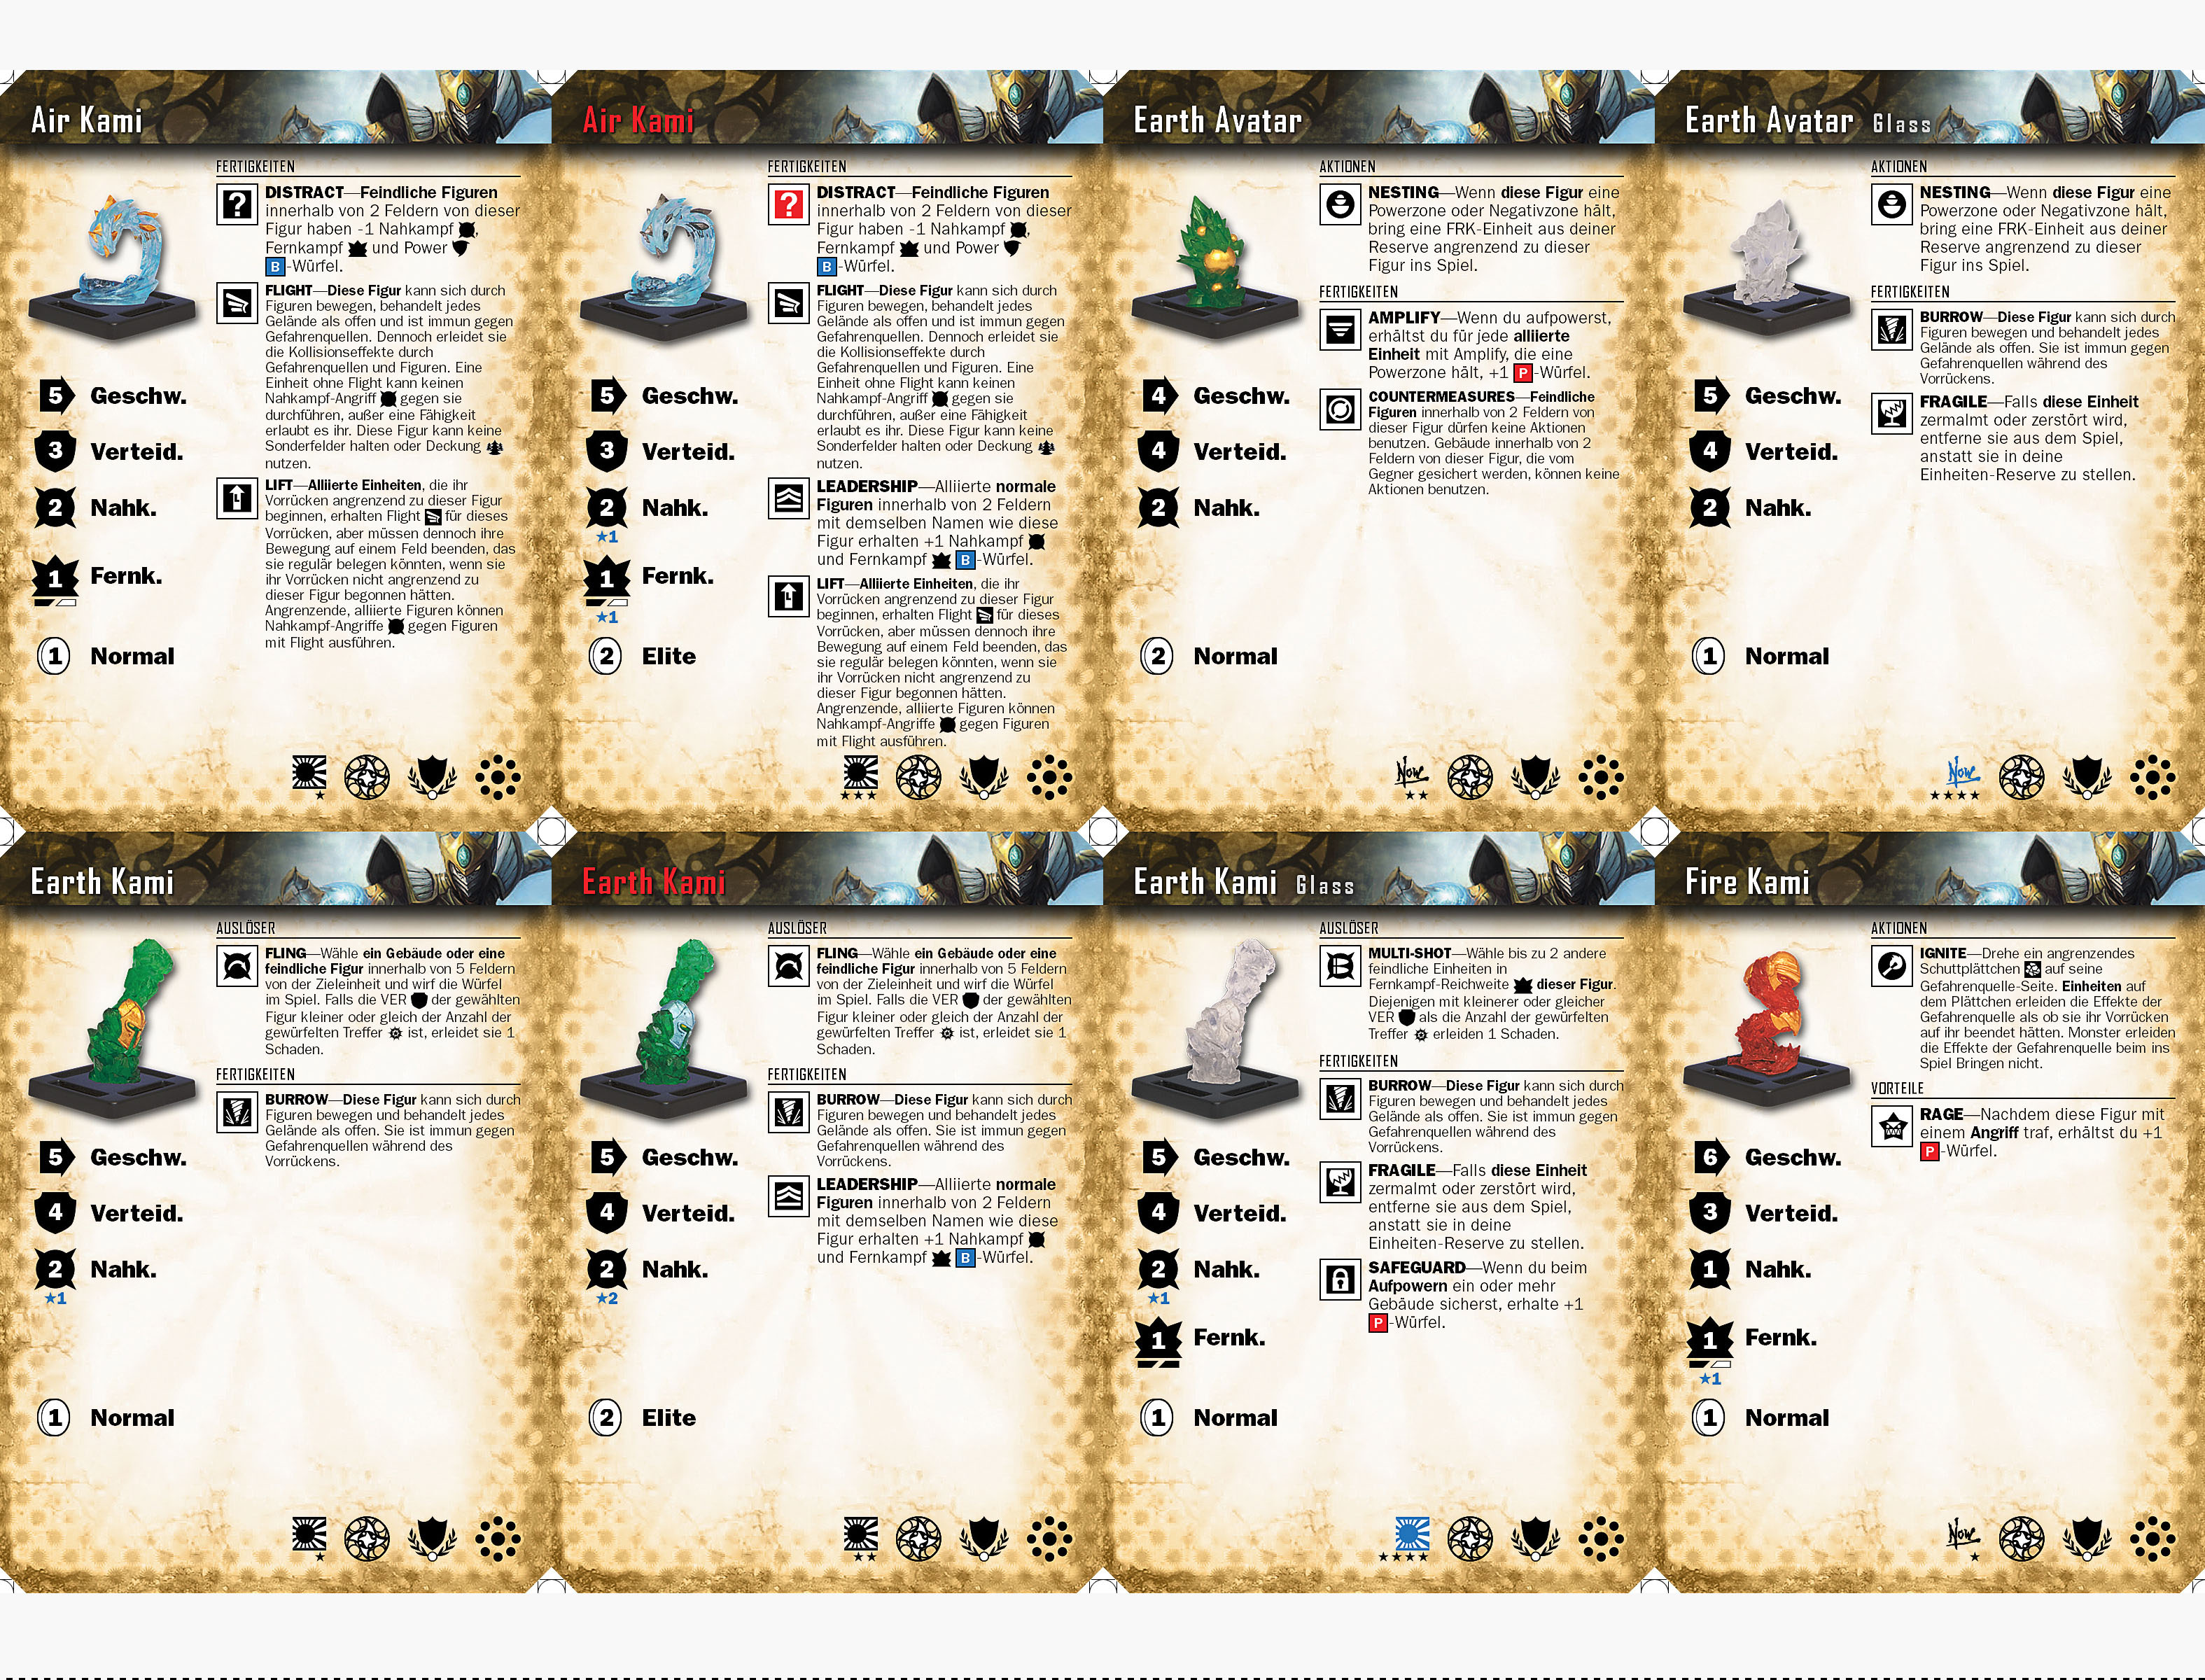 Air Kami
FERTIGKEITEN
DISTRACT—Feindliche Figuren
innerhalb von 2 Feldern von dieser
Figur haben -1 Nahkampf ,
Fernkampf und Power
B -Würfel.
FLIGHT—Diese Figur kann sich durch
Figuren bewegen, behandelt jedes
Gelände als offen und ist immun gegen
Gefahrenquellen. Dennoch erleidet sie
die Kollisionseffekte durch
Gefahrenquellen und Figuren. Eine
Einheit ohne Flight kann keinen
Nahkampf-Angriff gegen sie
durchführen, außer eine Fähigkeit
erlaubt es ihr. Diese Figur kann keine
Sonderfelder halten oder Deckung
nutzen.
LIFT—Alliierte Einheiten, die ihr
Vorrücken angrenzend zu dieser Figur
beginnen, erhalten Flight für dieses
Vorrücken, aber müssen dennoch ihre
Bewegung auf einem Feld beenden, das
sie regulär belegen könnten, wenn sie
ihr Vorrücken nicht angrenzend zu
dieser Figur begonnen hätten.
Angrenzende, alliierte Figuren können
Nahkampf-Angriffe gegen Figuren
mit Flight ausführen.
5 Geschw.
3 Verteid.
2 Nahk.
1 Fernk.
1 Normal
★
Air Kami
FERTIGKEITEN
DISTRACT—Feindliche Figuren
innerhalb von 2 Feldern von dieser
Figur haben -1 Nahkampf ,
Fernkampf und Power
B -Würfel.
FLIGHT—Diese Figur kann sich durch
Figuren bewegen, behandelt jedes
Gelände als offen und ist immun gegen
Gefahrenquellen. Dennoch erleidet sie
die Kollisionseffekte durch
Gefahrenquellen und Figuren. Eine
Einheit ohne Flight kann keinen
Nahkampf-Angriff gegen sie
durchführen, außer eine Fähigkeit
erlaubt es ihr. Diese Figur kann keine
Sonderfelder halten oder Deckung
nutzen.
LEADERSHIP—Alliierte normale
Figuren innerhalb von 2 Feldern
mit demselben Namen wie diese
Figur erhalten +1 Nahkampf
und Fernkampf B -Würfel.
LIFT—Alliierte Einheiten, die ihr
Vorrücken angrenzend zu dieser Figur
beginnen, erhalten Flight für dieses
Vorrücken, aber müssen dennoch ihre
Bewegung auf einem Feld beenden, das
sie regulär belegen könnten, wenn sie
ihr Vorrücken nicht angrenzend zu
dieser Figur begonnen hätten.
Angrenzende, alliierte Figuren können
Nahkampf-Angriffe gegen Figuren
mit Flight ausführen.
5 Geschw.
3 Verteid.
2 Nahk.
★1
1 Fernk.
★1
2 Elite
★★★
Earth Avatar
AKTIONEN
NESTING—Wenn diese Figur eine
Powerzone oder Negativzone hält,
bring eine FRK-Einheit aus deiner
Reserve angrenzend zu dieser
Figur ins Spiel.
FERTIGKEITEN
AMPLIFY—Wenn du aufpowerst,
erhältst du für jede alliierte
Einheit mit Amplify, die eine
Powerzone hält, +1 P -Würfel.
COUNTERMEASURES—Feindliche
Figuren innerhalb von 2 Feldern von
dieser Figur dürfen keine Aktionen
benutzen. Gebäude innerhalb von 2
Feldern von dieser Figur, die vom
Gegner gesichert werden, können keine
Aktionen benutzen.
4 Geschw.
4 Verteid.
2 Nahk.
2 Normal
Now
★★
Earth Avatar Glass
AKTIONEN
NESTING—Wenn diese Figur eine
Powerzone oder Negativzone hält,
bring eine FRK-Einheit aus deiner
Reserve angrenzend zu dieser
Figur ins Spiel.
FERTIGKEITEN
BURROW—Diese Figur kann sich durch
Figuren bewegen und behandelt jedes
Gelände als offen. Sie ist immun gegen
Gefahrenquellen während des
Vorrückens.
FRAGILE—Falls diese Einheit
zermalmt oder zerstört wird,
entferne sie aus dem Spiel,
anstatt sie in deine
Einheiten-Reserve zu stellen.
5 Geschw.
4 Verteid.
2 Nahk.
1 Normal
Now
★★★★
Earth Kami
AUSLÖSER
FLING—Wähle ein Gebäude oder eine
feindliche Figur innerhalb von 5 Feldern
von der Zieleinheit und wirf die Würfel
im Spiel. Falls die VER der gewählten
Figur kleiner oder gleich der Anzahl der
gewürfelten Treffer ist, erleidet sie 1
Schaden.
FERTIGKEITEN
BURROW—Diese Figur kann sich durch
Figuren bewegen und behandelt jedes
Gelände als offen. Sie ist immun gegen
Gefahrenquellen während des
Vorrückens.
5 Geschw.
4 Verteid.
2 Nahk.
★1
1 Normal
★
Earth Kami
AUSLÖSER
FLING—Wähle ein Gebäude oder eine
feindliche Figur innerhalb von 5 Feldern
von der Zieleinheit und wirf die Würfel
im Spiel. Falls die VER der gewählten
Figur kleiner oder gleich der Anzahl der
gewürfelten Treffer ist, erleidet sie 1
Schaden.
FERTIGKEITEN
BURROW—Diese Figur kann sich durch
Figuren bewegen und behandelt jedes
Gelände als offen. Sie ist immun gegen
Gefahrenquellen während des
Vorrückens.
LEADERSHIP—Alliierte normale
Figuren innerhalb von 2 Feldern
mit demselben Namen wie diese
Figur erhalten +1 Nahkampf
und Fernkampf B -Würfel.
5 Geschw.
4 Verteid.
2 Nahk.
★2
2 Elite
★★
Earth Kami Glass
AUSLÖSER
MULTI-SHOT—Wähle bis zu 2 andere
feindliche Einheiten in
Fernkampf-Reichweite dieser Figur.
Diejenigen mit kleinerer oder gleicher
VER als die Anzahl der gewürfelten
Treffer erleiden 1 Schaden.
FERTIGKEITEN
BURROW—Diese Figur kann sich durch
Figuren bewegen und behandelt jedes
Gelände als offen. Sie ist immun gegen
Gefahrenquellen während des
Vorrückens.
FRAGILE—Falls diese Einheit
zermalmt oder zerstört wird,
entferne sie aus dem Spiel,
anstatt sie in deine
Einheiten-Reserve zu stellen.
SAFEGUARD—Wenn du beim
Aufpowern ein oder mehr
Gebäude sicherst, erhalte +1
P -Würfel.
5 Geschw.
4 Verteid.
2 Nahk.
★1
1 Fernk.
1 Normal
★★★★
Fire Kami
AKTIONEN
IGNITE—Drehe ein angrenzendes
Schuttplättchen auf seine
Gefahrenquelle-Seite. Einheiten auf
dem Plättchen erleiden die Effekte der
Gefahrenquelle als ob sie ihr Vorrücken
auf ihr beendet hätten. Monster erleiden
die Effekte der Gefahrenquelle beim ins
Spiel Bringen nicht.
VORTEILE
RAGE—Nachdem diese Figur mit
einem Angriff traf, erhältst du +1
P -Würfel.
6 Geschw.
3 Verteid.
1 Nahk.
1 Fernk.
★1
1 Normal
Now
★